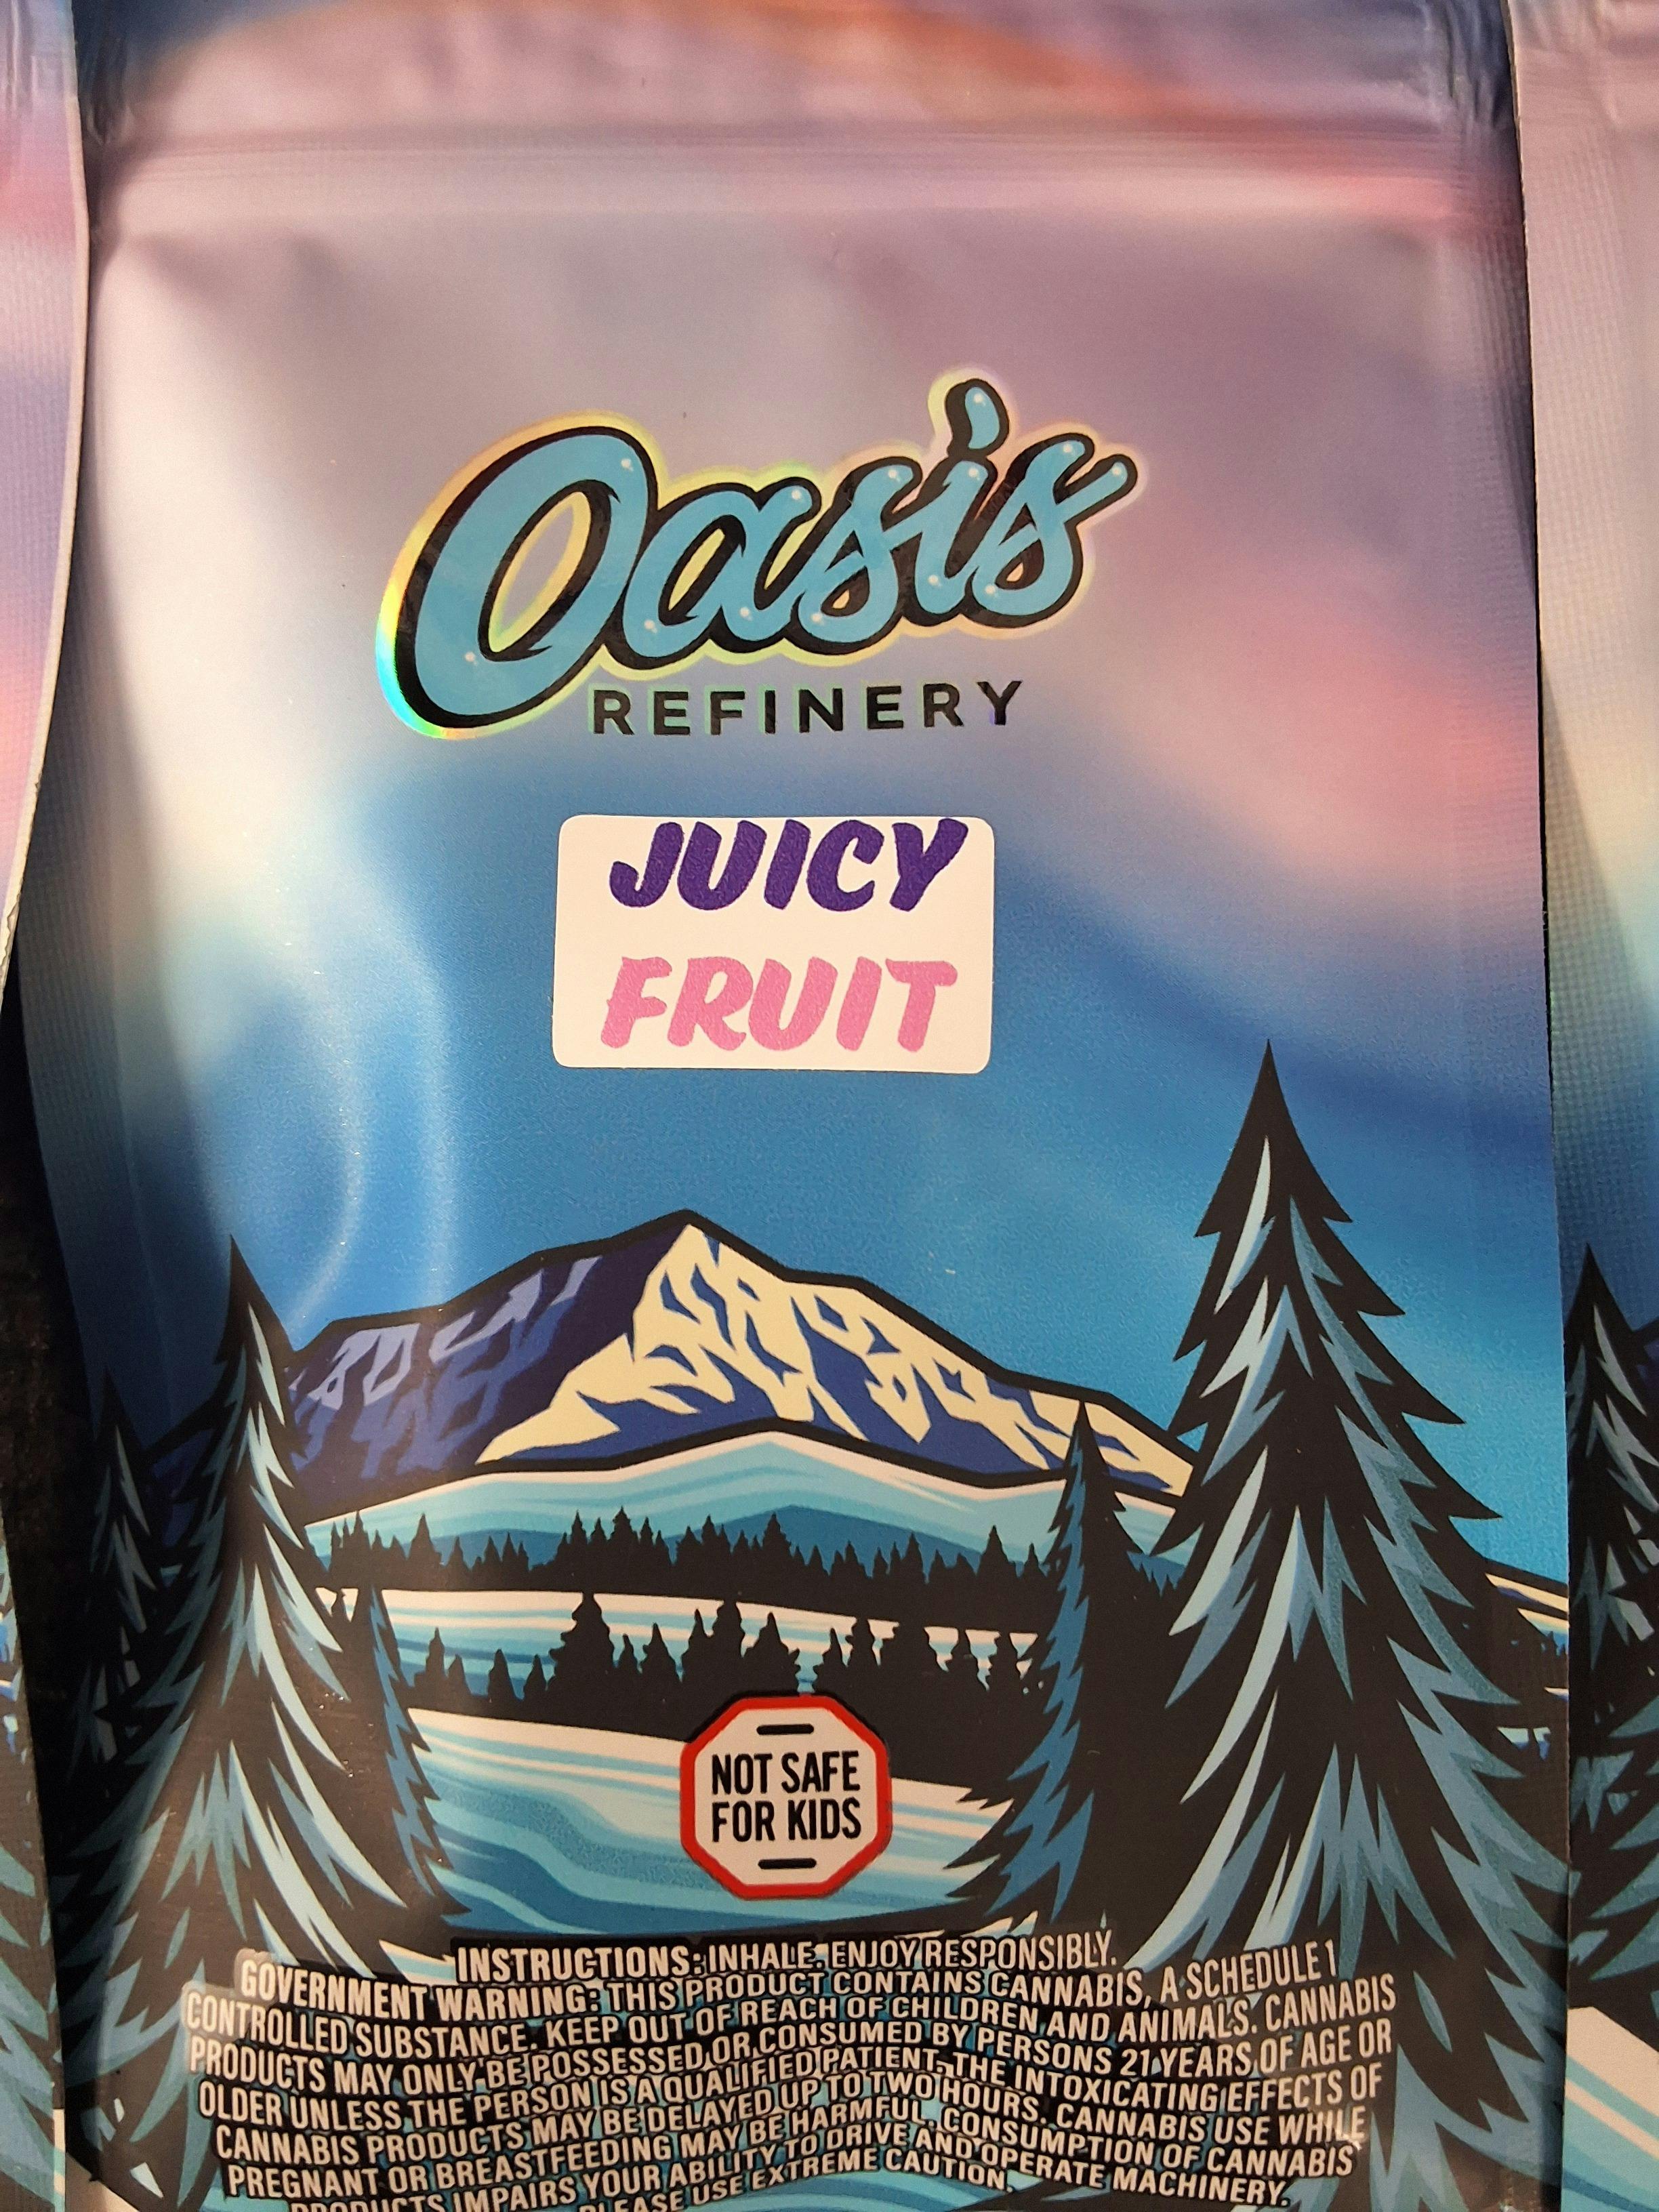 Oasis
REFINERY
JUICY
FRUIT
NOT SAFE
FOR KIDS
INSTRUCTIONS: INHALE. ENJOY RESPONSIBLY.
GOVERNMENT WARNING: THIS PRODUCT CONTAINS CANNABIS, A SCHEDULE 1
CONTROLLED SUBSTANCE. KEEP OUT OF REACH OF CHILDREN AND ANIMALS. CANNABIS
PRODUCTS MAY ONLY BE POSSESSED OR CONSUMED BY PERSONS 21 YEARS OF AGE OR
OLDER UNLESS THE PERSON IS A QUALIFIED PATIENT. THE INTOXICATING EFFECTS OF
CANNABIS PRODUCTS MAY BE DELAYED UP TO TWO HOURS. CANNABIS USE WHILE
PREGNANT OR BREASTFEEDING MAY BE HARMFUL. CONSUMPTION OF CANNABIS
PRODUCTS IMPAIRS YOUR ABILITY TO DRIVE AND OPERATE MACHINERY.
PLEASE USE EXTREME CAUTION.